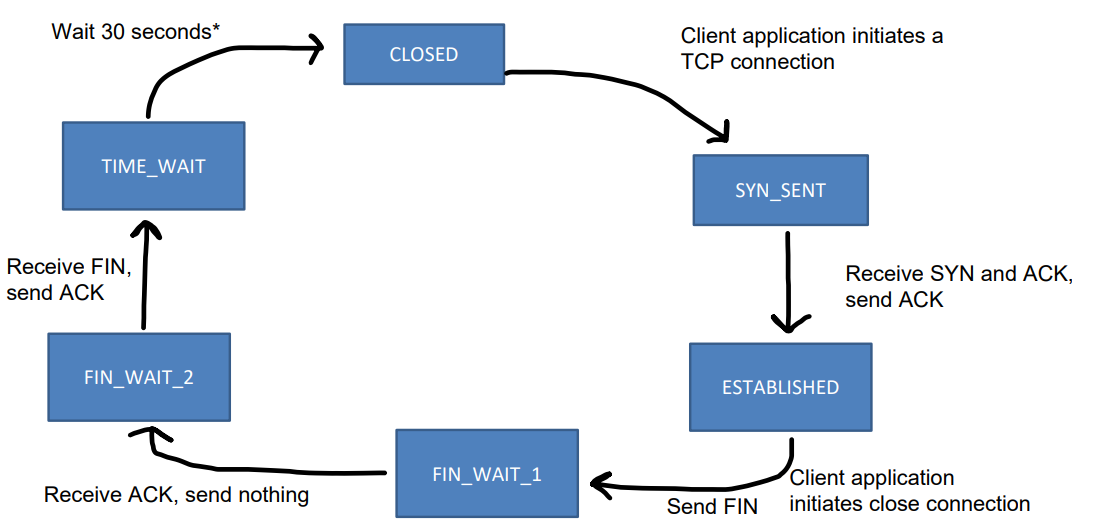 Wait 30 seconds*
CLOSED
Client application initiates a
TCP connection
TIME_WAIT
SYN_SENT
Receive FIN,
send ACK
Receive SYN and ACK,
send ACK
FIN_WAIT_2
ESTABLISHED
FIN_WAIT_1
Receive ACK, send nothing
Send FIN
Client application
initiates close connection